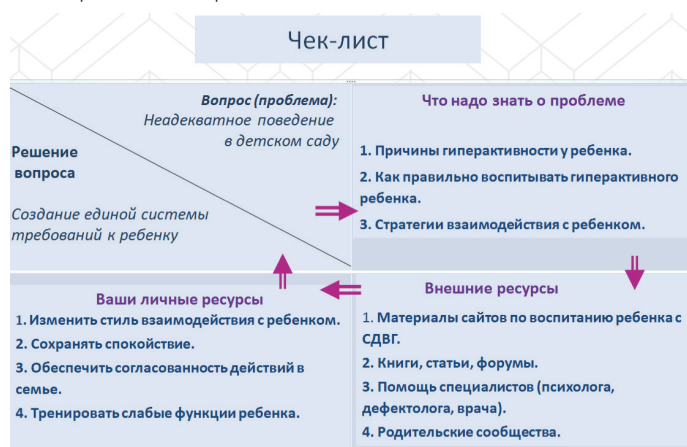 Чек-лист
Вопрос (проблема):
Неадекватное поведение
в детском саду
Решение
вопроса
Создание единой системы
требований к ребенку
Что надо знать о проблеме
1. Причины гиперактивности у ребенка.
2. Как правильно воспитывать гиперактивного
ребенка.
3. Стратегии взаимодействия с ребенком.
Ваши личные ресурсы
1. Изменить стиль взаимодействия с ребенком.
2. Сохранять спокойствие.
3. Обеспечить согласованность действий в
семье.
4. Тренировать слабые функции ребенка.
Внешние ресурсы
1. Материалы сайтов по воспитанию ребенка с
СДВГ.
2. Книги, статьи, форумы.
3. Помощь специалистов (психолога,
дефектолога, врача).
4. Родительские сообщества.